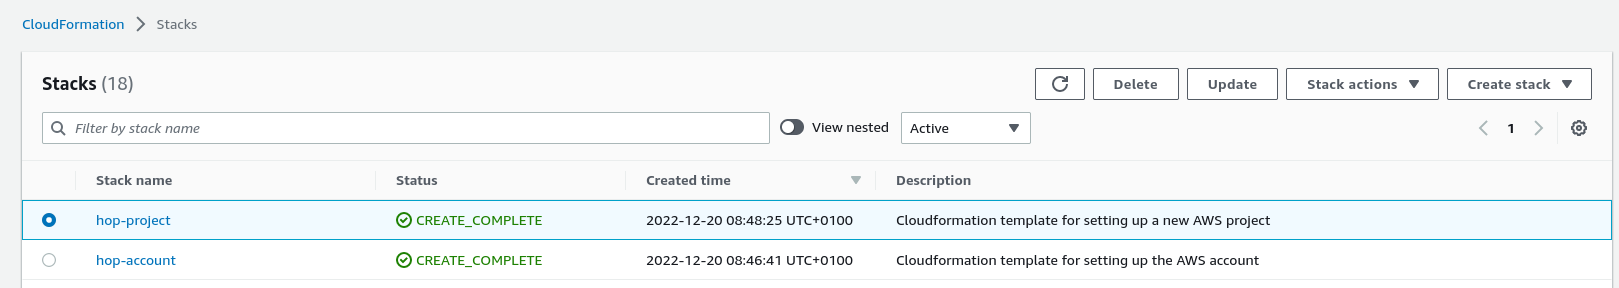 CloudFormation > Stacks
Stacks (18)
Delete
Update
Stack actions
Create stack
Filter by stack name
View nested
Active
1
Stack name Status Created time Description
hop-project CREATE_COMPLETE 2022-12-20 08:48:25 UTC+0100 Cloudformation template for setting up a new AWS project
hop-account CREATE_COMPLETE 2022-12-20 08:46:41 UTC+0100 Cloudformation template for setting up the AWS account